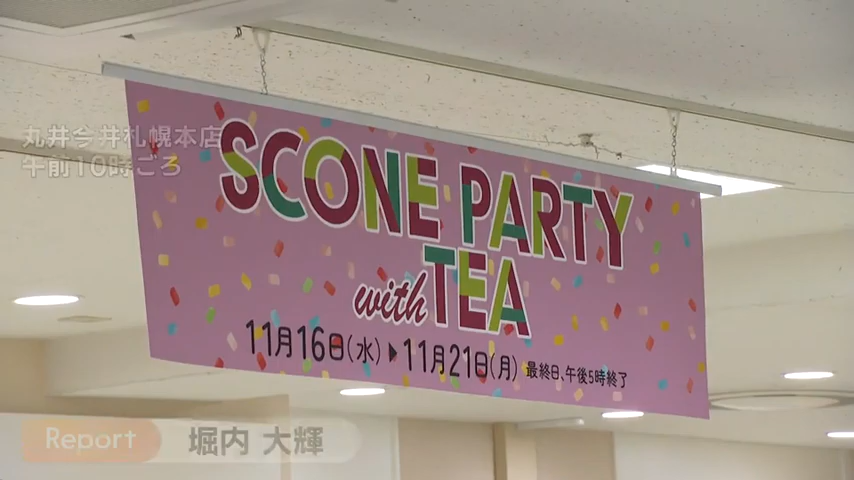 丸井今井札幌本店
午前10時ごろ
SCONE PARTY
with TEA
11月16日(水)▶11月21日(月) 最終日、午後5時終了
Report 堀内 大輝